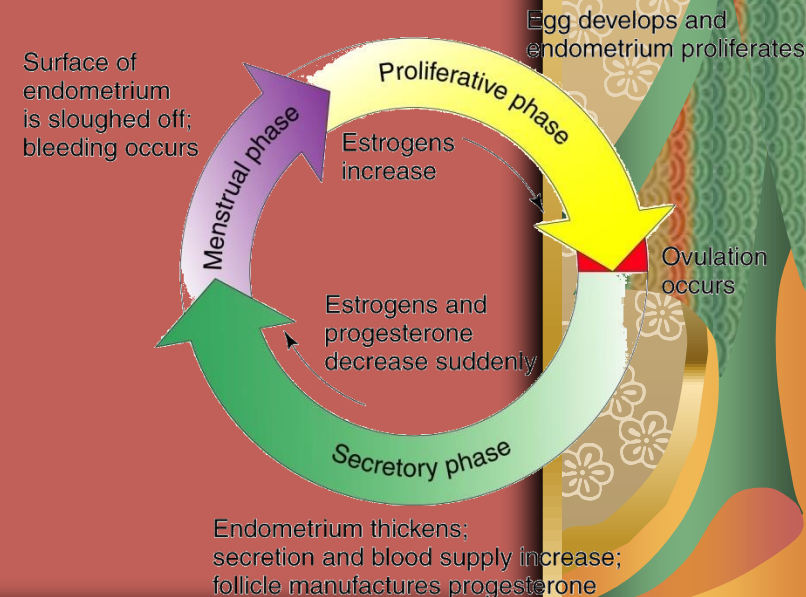 Egg develops and
endometrium proliferates
Surface of
endometrium
is sloughed off;
bleeding occurs
Proliferative phase
Menstrual phase
Estrogens
increase
Ovulation
occurs
Estrogens and
progesterone
decrease suddenly
Secretory phase
Endometrium thickens;
secretion and blood supply increase;
follicle manufactures progesterone